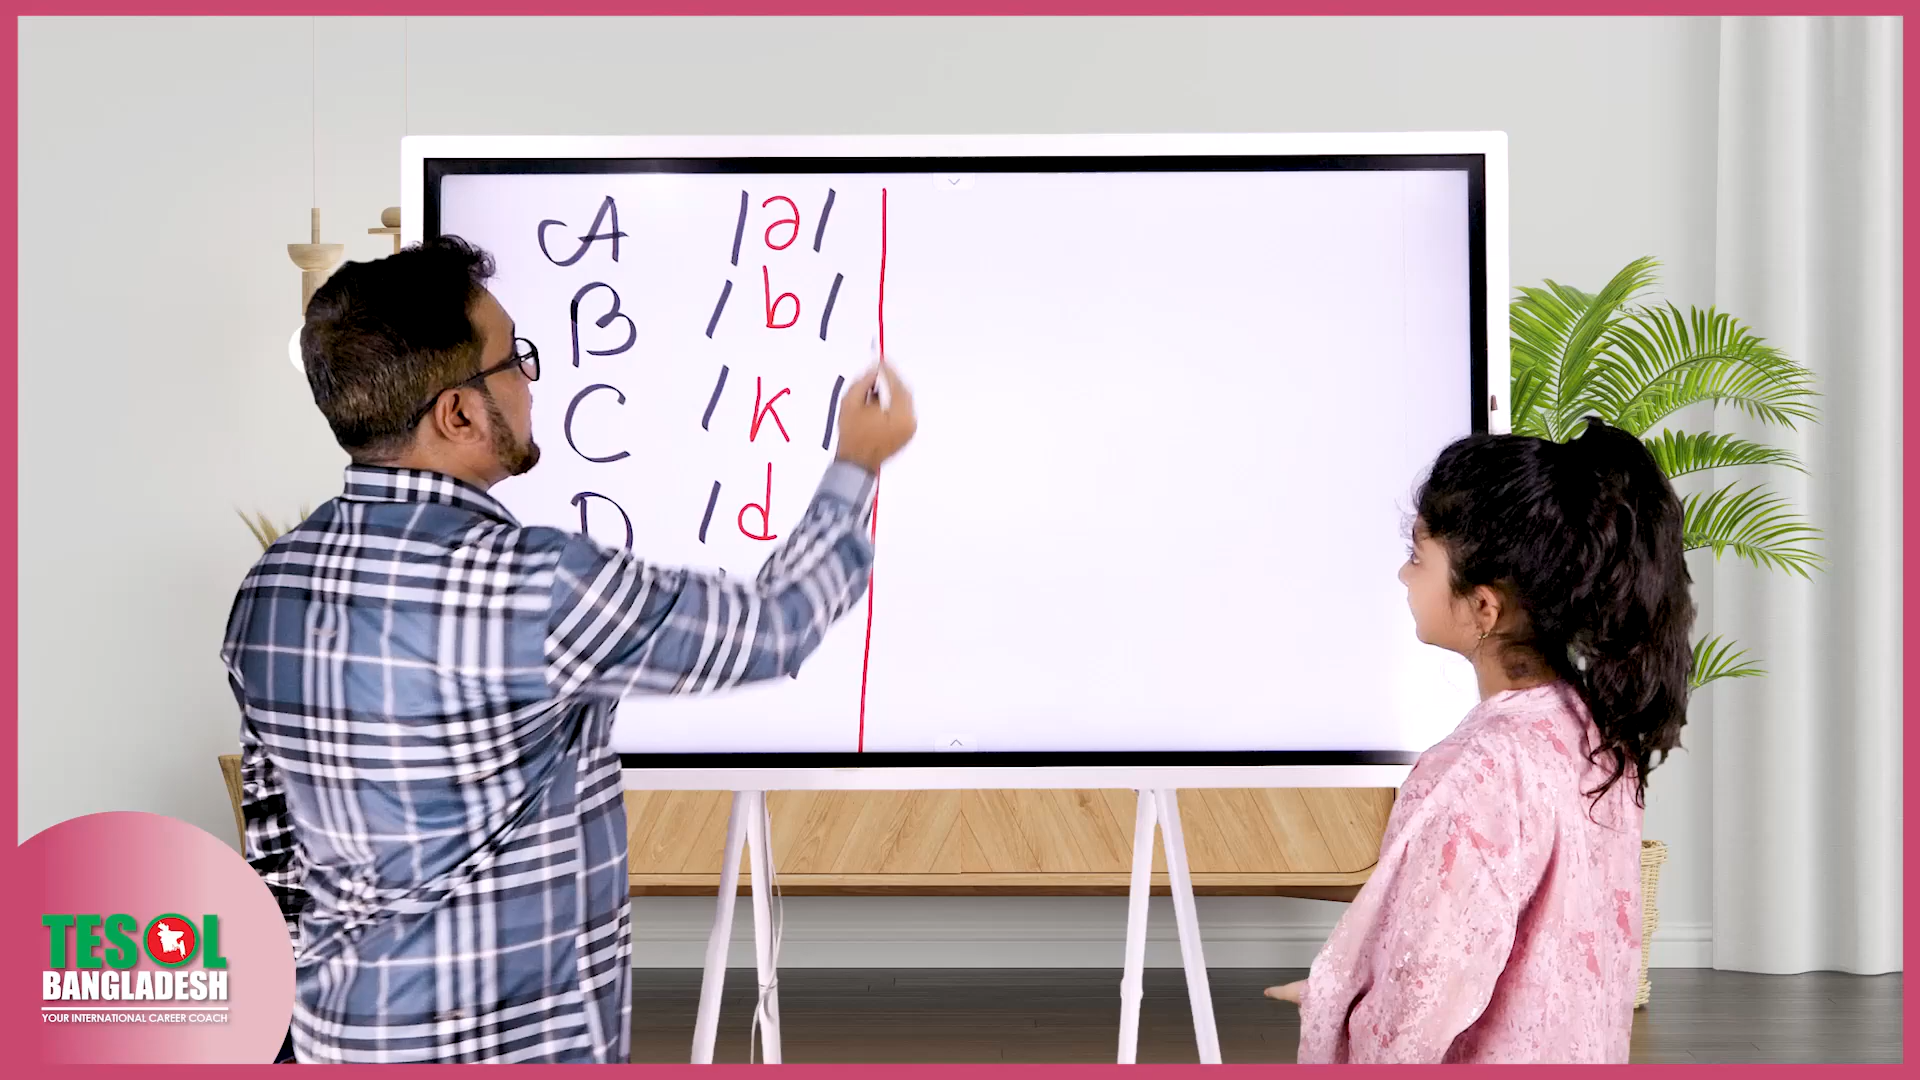 A /ə/
B /b/
C /k/
D /d
TESOL
BANGLADESH
YOUR INTERNATIONAL CAREER COACH